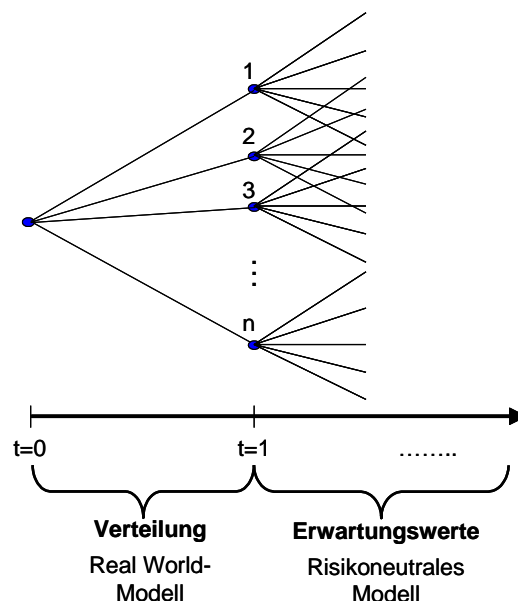 1
2
3
⋮
n
t=0 t=1 ........
Verteilung Erwartungswerte
Real World- Risikoneutrales
Modell Modell